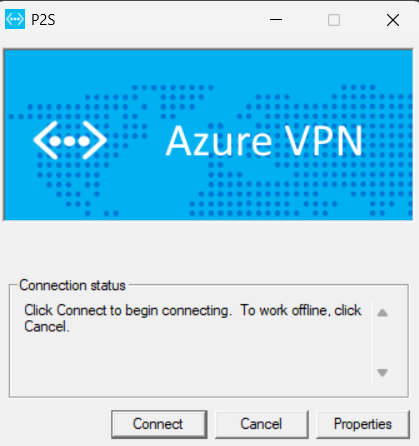 P2S
Azure VPN
Connection status
Click Connect to begin connecting.  To work offline, click
Cancel.
Connect Cancel Properties